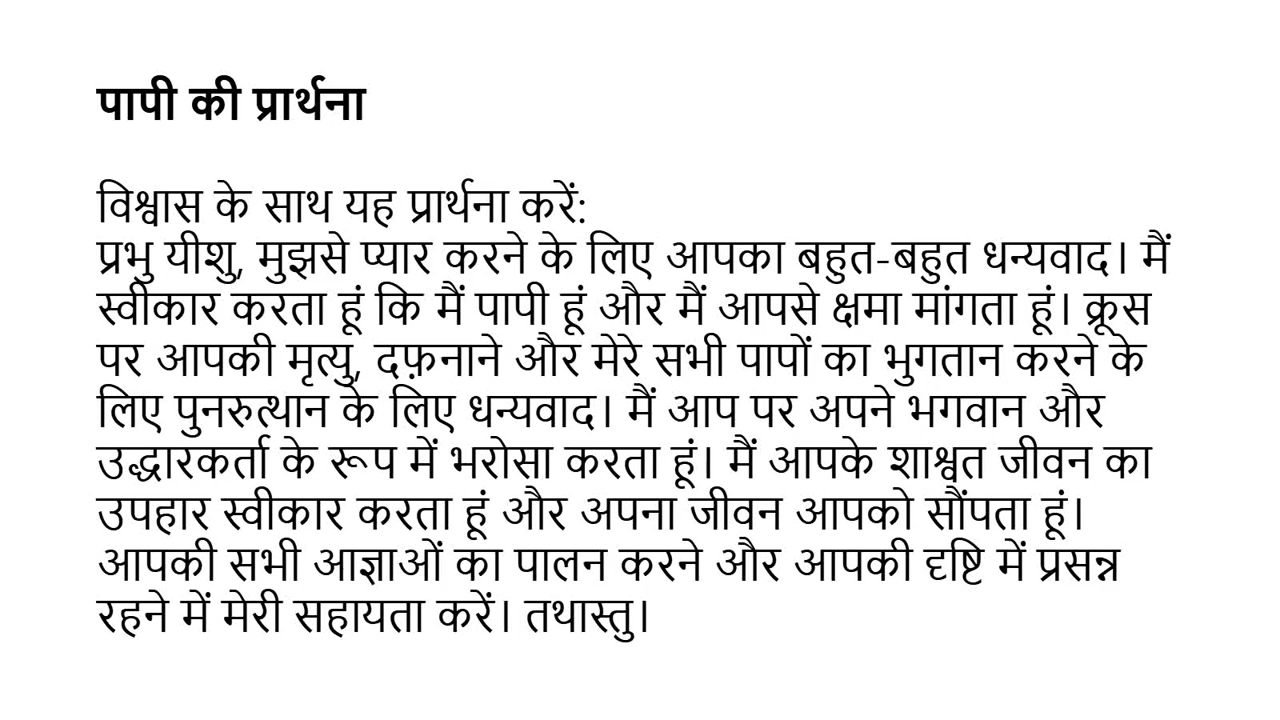 पापी की प्रार्थना
विश्वास के साथ यह प्रार्थना करें:
प्रभु यीशु, मुझसे प्यार करने के लिए आपका बहुत-बहुत धन्यवाद। मैं
स्वीकार करता हूं कि मैं पापी हूं और मैं आपसे क्षमा मांगता हूं। क्रूस
पर आपकी मृत्यु, दफ़नाने और मेरे सभी पापों का भुगतान करने के
लिए पुनरुत्थान के लिए धन्यवाद। मैं आप पर अपने भगवान और
उद्धारकर्ता के रूप में भरोसा करता हूं। मैं आपके शाश्वत जीवन का
उपहार स्वीकार करता हूं और अपना जीवन आपको सौंपता हूं।
आपकी सभी आज्ञाओं का पालन करने और आपकी दृष्टि में प्रसन्न
रहने में मेरी सहायता करें। तथास्तु।